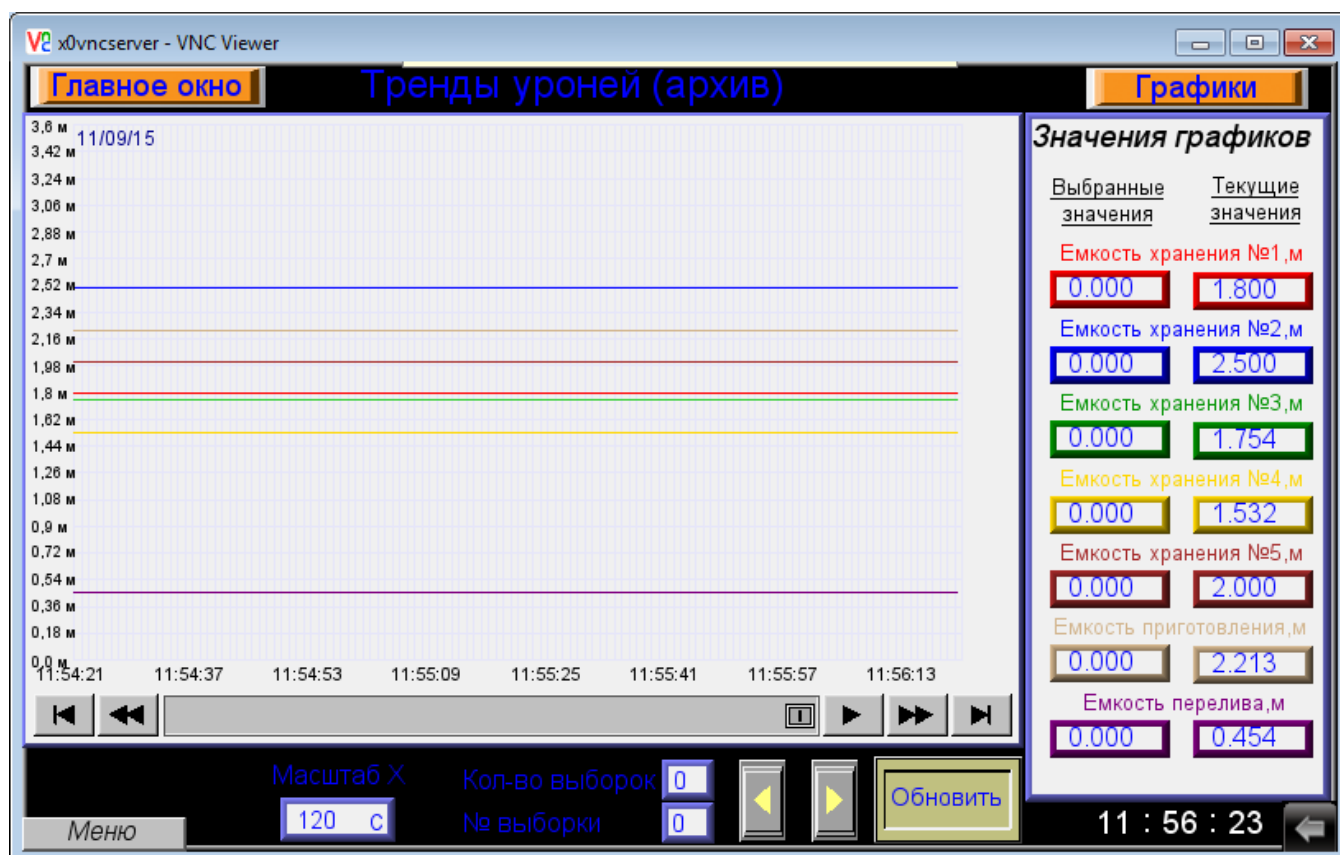 x0vncserver - VNC Viewer
Главное окно
Тренды уроней (архив)
Графики
3,6 м
11/09/15
3,42 м
3,24 м
3,06 м
2,88 м
2,7 м
2,52 м
2,34 м
2,16 м
1,98 м
1,8 м
1,62 м
1,44 м
1,26 м
1,08 м
0,9 м
0,72 м
0,54 м
0,36 м
0,18 м
0,0 м
11:54:21 11:54:37 11:54:53 11:55:09 11:55:25 11:55:41 11:55:57 11:56:13
Значения графиков
Выбранные значения
Текущие значения
Емкость хранения №1,м
0.000 1.800
Емкость хранения №2,м
0.000 2.500
Емкость хранения №3,м
0.000 1.754
Емкость хранения №4,м
0.000 1.532
Емкость хранения №5,м
0.000 2.000
Емкость приготовления,м
0.000 2.213
Емкость перелива,м
0.000 0.454
Масштаб X
120 с
Кол-во выборок 0
№ выборки 0
Обновить
Меню
11 : 56 : 23